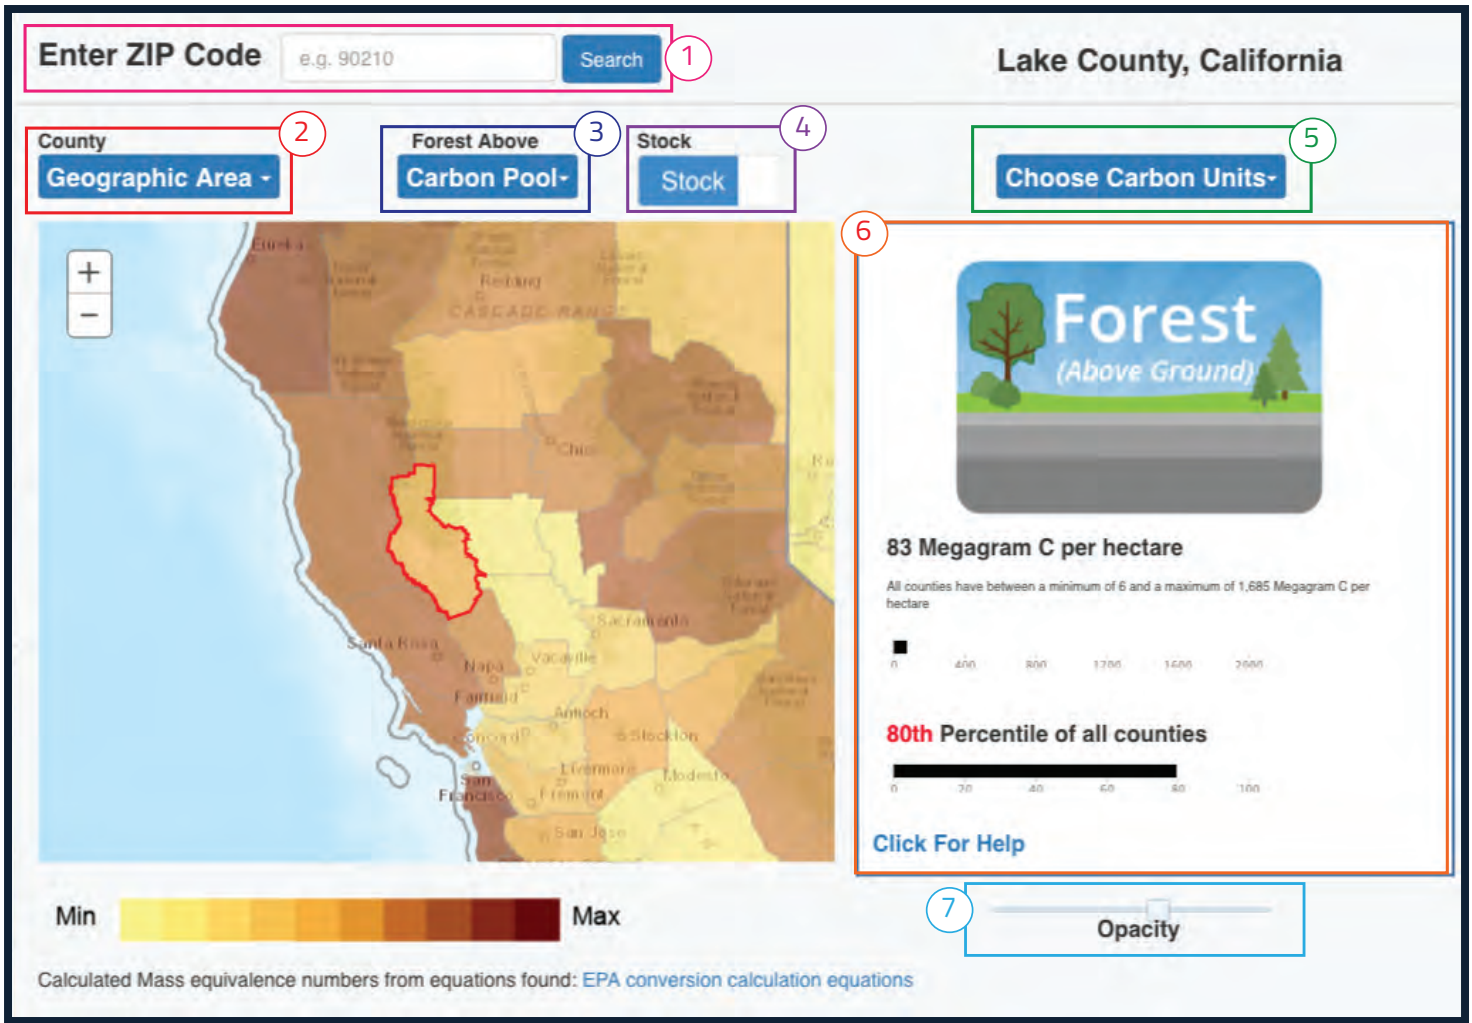 Enter ZIP Code e.g. 90210 Search 1
Lake County, California
County 2
Geographic Area
Forest Above 3
Carbon Pool
Stock 4
Stock
5
Choose Carbon Units
6
+
−
Eureka
Redding
CASCADE RANGE
Chico
Santa Rosa
Sacramento
Napa
Vacaville
Fairfield
Antioch
Concord
Stockton
Livermore
Modesto
San
Francisco
Fremont
San Jose
Forest
(Above Ground)
83 Megagram C per hectare
All counties have between a minimum of 6 and a maximum of 1,685 Megagram C per
hectare
0 400 800 1200 1600 2000
80th Percentile of all counties
0 20 40 60 80 100
Click For Help
7
Opacity
Min Max
Calculated Mass equivalence numbers from equations found: EPA conversion calculation equations